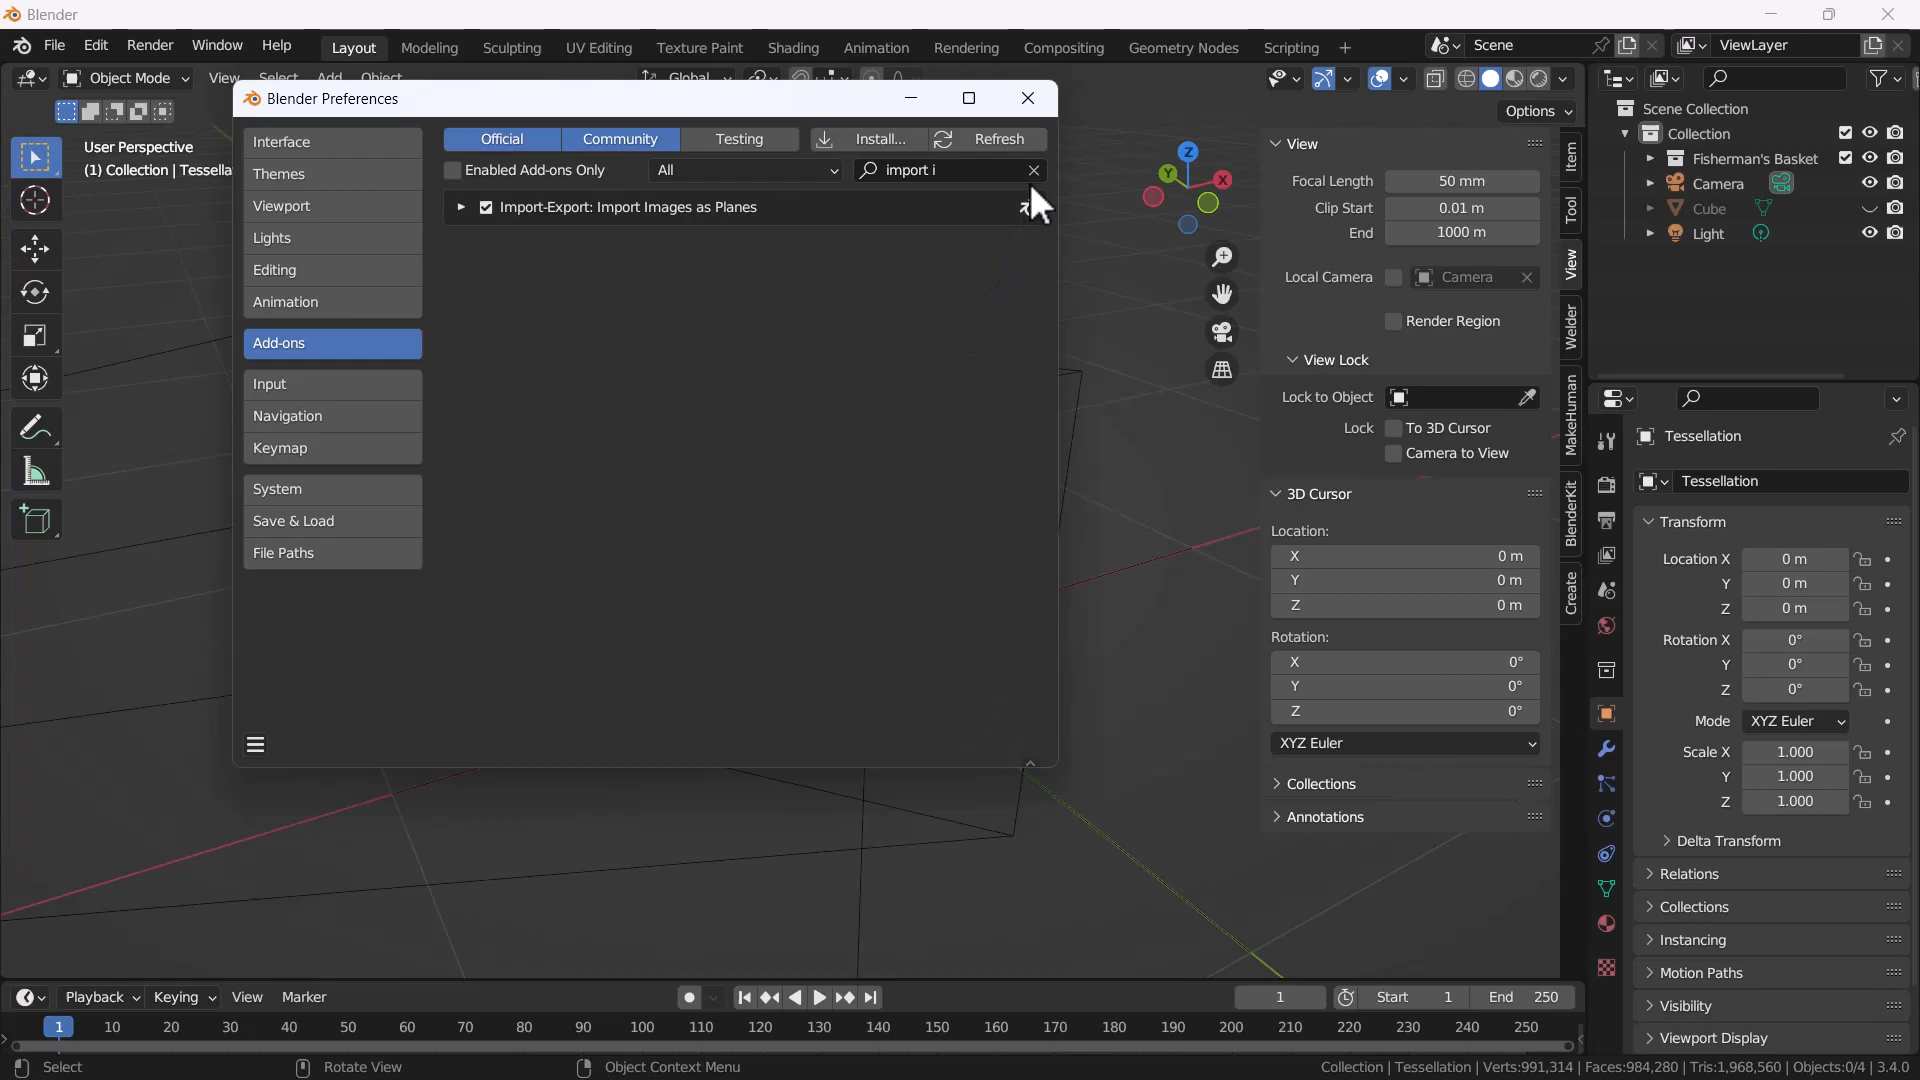 Blender
File Edit Render Window Help Layout Modeling Sculpting UV Editing Texture Paint Shading Animation Rendering Compositing Geometry Nodes Scripting + Scene ViewLayer
Object Mode View Select Add Object Global
Options
User Perspective
(1) Collection | Tessella
Blender Preferences
Interface
Themes
Viewport
Lights
Editing
Animation
Add-ons
Input
Navigation
Keymap
System
Save & Load
File Paths
Official Community Testing Install... Refresh
Enabled Add-ons Only All import i
Import-Export: Import Images as Planes
Z
Y
X
View
Focal Length 50 mm
Clip Start 0.01 m
End 1000 m
Local Camera Camera
Render Region
View Lock
Lock to Object
Lock To 3D Cursor
Camera to View
3D Cursor
Location:
X 0 m
Y 0 m
Z 0 m
Rotation:
X 0°
Y 0°
Z 0°
XYZ Euler
Collections
Annotations
Item
Tool
View
Welder
MakeHuman
BlenderKit
Create
Scene Collection
Collection
Fisherman's Basket
Camera
Cube
Light
Tessellation
Tessellation
Transform
Location X 0 m
Y 0 m
Z 0 m
Rotation X 0°
Y 0°
Z 0°
Mode XYZ Euler
Scale X 1.000
Y 1.000
Z 1.000
Delta Transform
Relations
Collections
Instancing
Motion Paths
Visibility
Viewport Display
Playback Keying View Marker 1 Start 1 End 250
1 10 20 30 40 50 60 70 80 90 100 110 120 130 140 150 160 170 180 190 200 210 220 230 240 250
Select Rotate View Object Context Menu Collection | Tessellation | Verts:991,314 | Faces:984,280 | Tris:1,968,560 | Objects:0/4 | 3.4.0